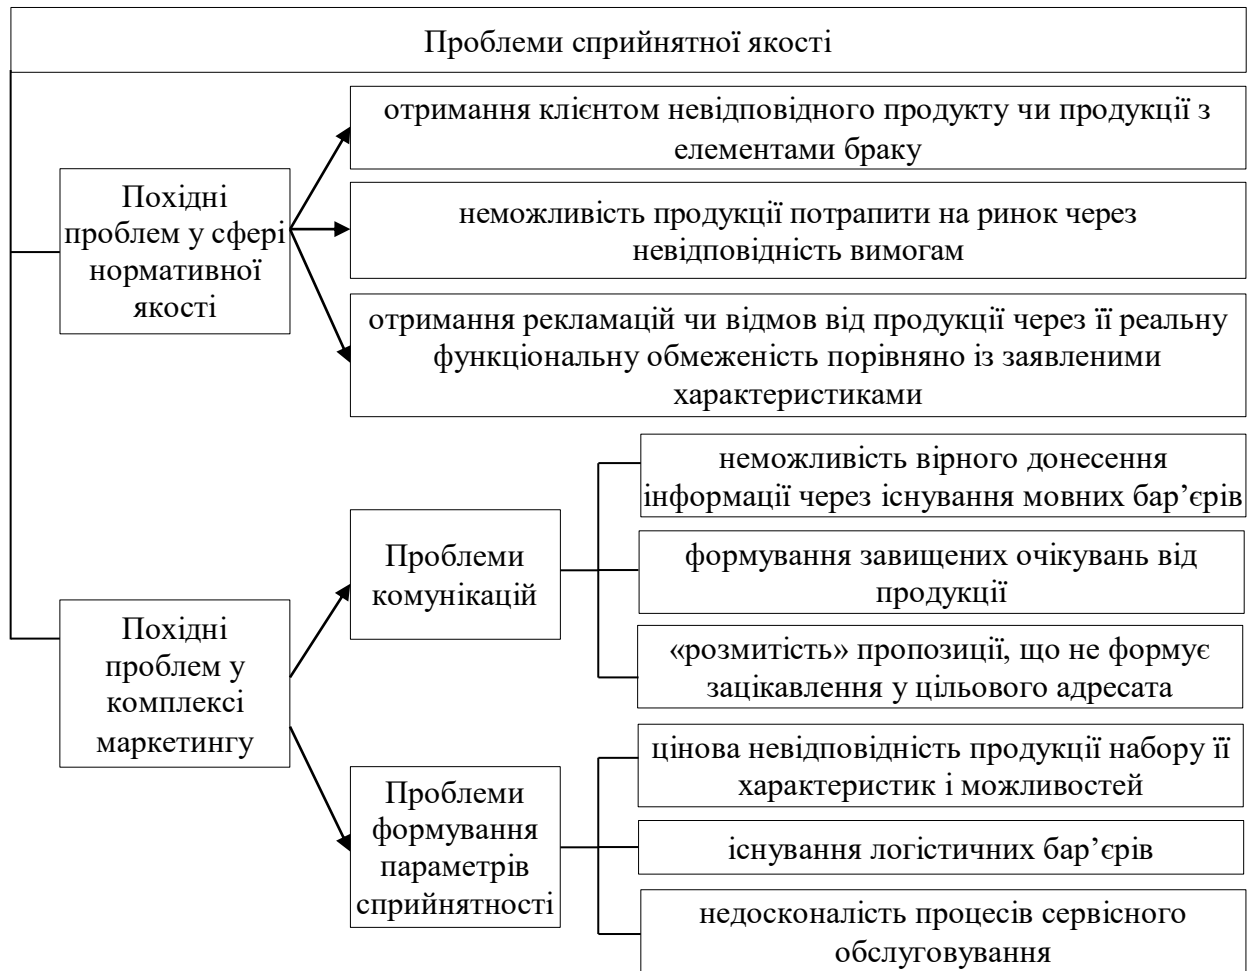 Проблеми сприйнятної якості
отримання клієнтом невідповідного продукту чи продукції з
елементами браку
Похідні
проблем у сфері
нормативної
якості
неможливість продукції потрапити на ринок через
невідповідність вимогам
отримання рекламацій чи відмов від продукції через її реальну
функціональну обмеженість порівняно із заявленими
характеристиками
Похідні
проблем у
комплексі
маркетингу
Проблеми
комунікацій
неможливість вірного донесення
інформації через існування мовних бар’єрів
формування завищених очікувань від
продукції
«розмитість» пропозиції, що не формує
зацікавлення у цільового адресата
Проблеми
формування
параметрів
сприйнятності
цінова невідповідність продукції набору її
характеристик і можливостей
існування логістичних бар’єрів
недосконалість процесів сервісного
обслуговування